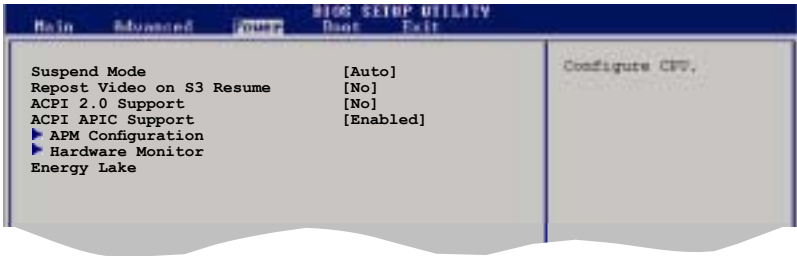 BIOS SETUP UTILITY
Main Advanced Power Boot Exit
Suspend Mode [Auto]
Repost Video on S3 Resume [No]
ACPI 2.0 Support [No]
ACPI APIC Support [Enabled]
APM Configuration
Hardware Monitor
Energy Lake
Configure CPU.